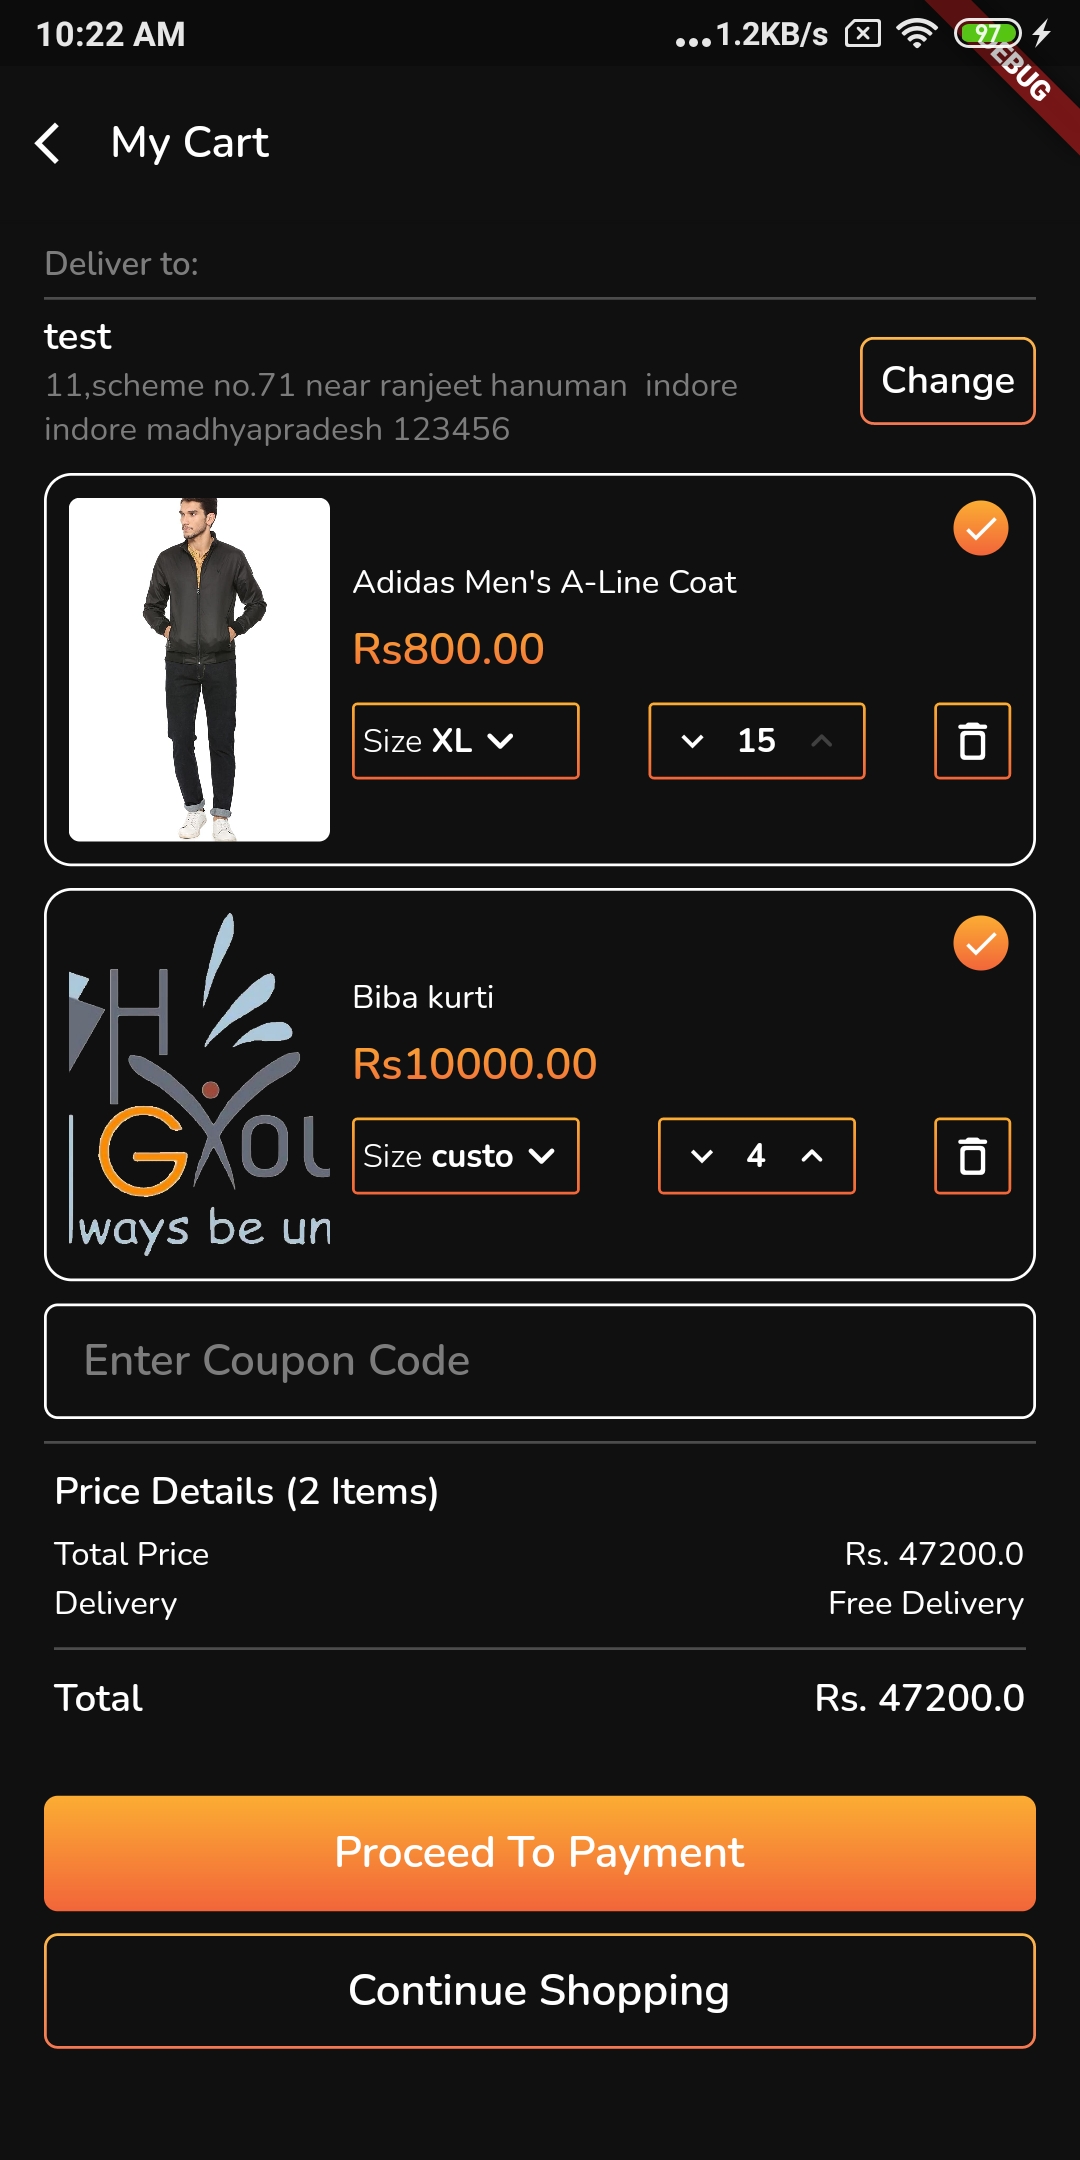 10:22 AM
...1.2KB/s
97
EBUG
My Cart
Deliver to:
test
11,scheme no.71 near ranjeet hanuman  indore
indore madhyapradesh 123456
Change
Adidas Men's A-Line Coat
Rs800.00
Size XL
15
H
GXOL
ways be un
Biba kurti
Rs10000.00
Size custo
4
Enter Coupon Code
Price Details (2 Items)
Total Price Rs. 47200.0
Delivery Free Delivery
Total Rs. 47200.0
Proceed To Payment
Continue Shopping